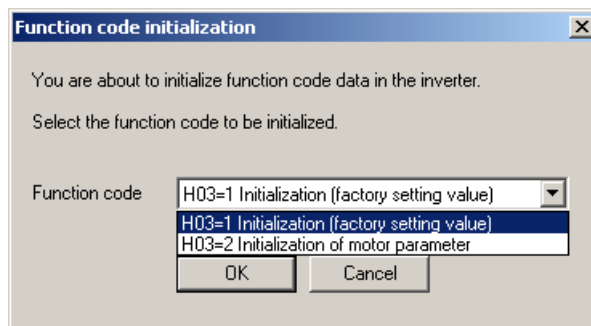 Function code initialization
You are about to initialize function code data in the inverter.
Select the function code to be initialized.
Function code
H03=1 Initialization (factory setting value)
H03=1 Initialization (factory setting value)
H03=2 Initialization of motor parameter
OK
Cancel